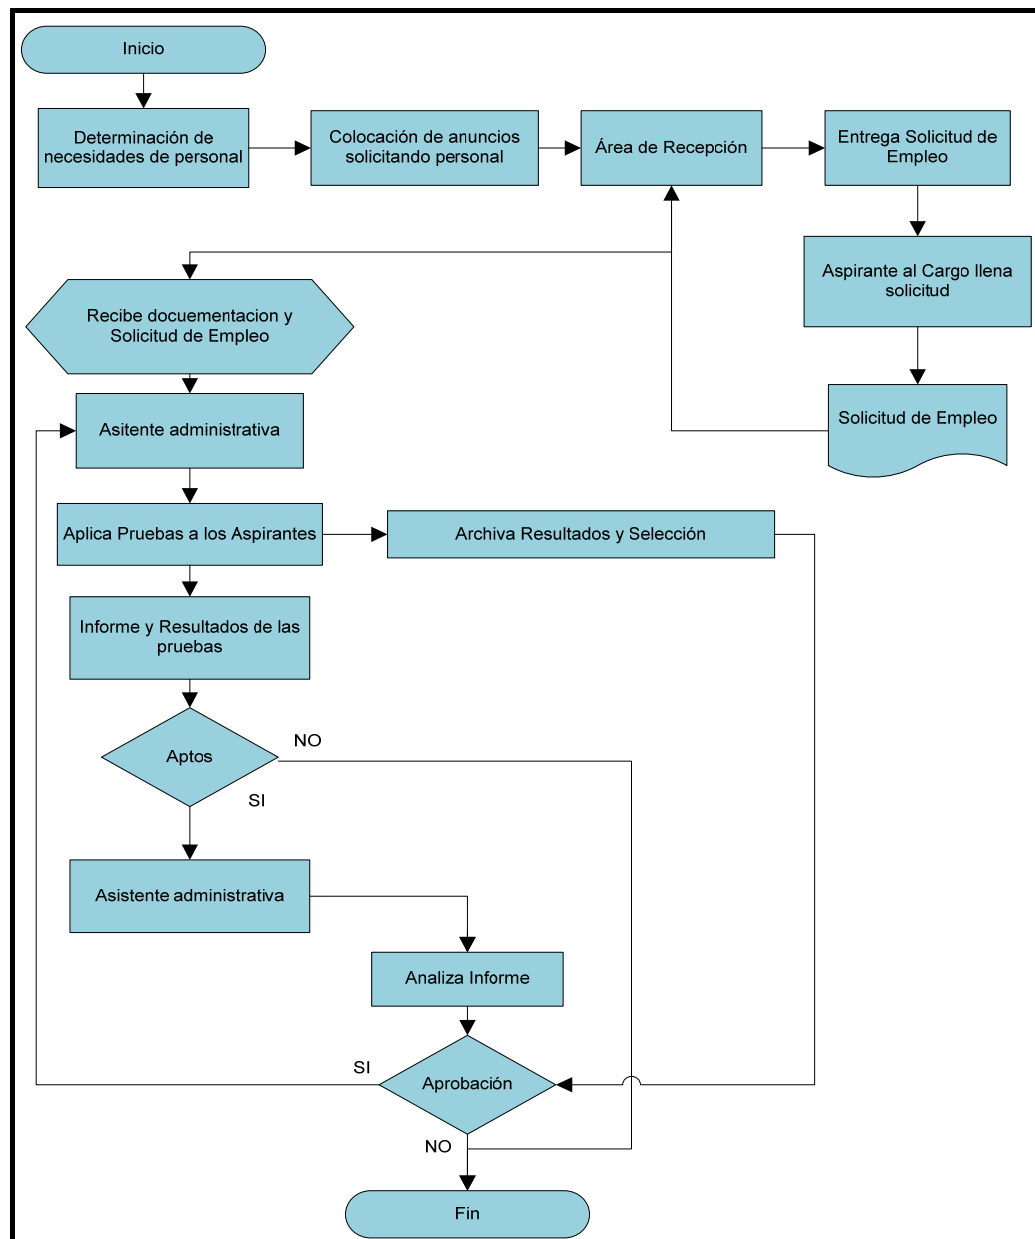 Inicio
Determinación de
necesidades de personal
Colocación de anuncios
solicitando personal
Área de Recepción
Entrega Solicitud de
Empleo
Aspirante al Cargo llena
solicitud
Solicitud de Empleo
Recibe docuementacion y
Solicitud de Empleo
Asitente administrativa
Aplica Pruebas a los Aspirantes
Archiva Resultados y Selección
Informe y Resultados de las
pruebas
Aptos
NO
SI
Asistente administrativa
Analiza Informe
SI
Aprobación
NO
Fin